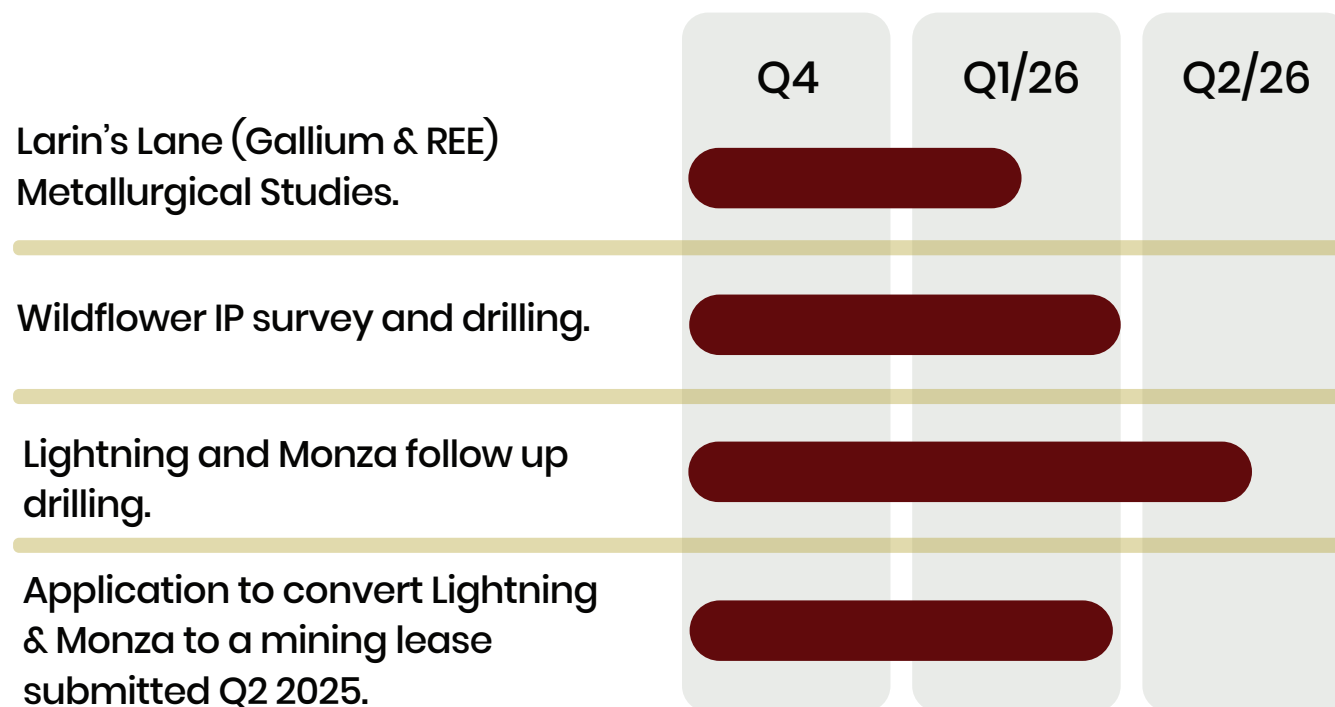 Q4
Q1/26
Q2/26
Larin’s Lane (Gallium & REE)
Metallurgical Studies.
Wildflower IP survey and drilling.
Lightning and Monza follow up
drilling.
Application to convert Lightning
& Monza to a mining lease
submitted Q2 2025.